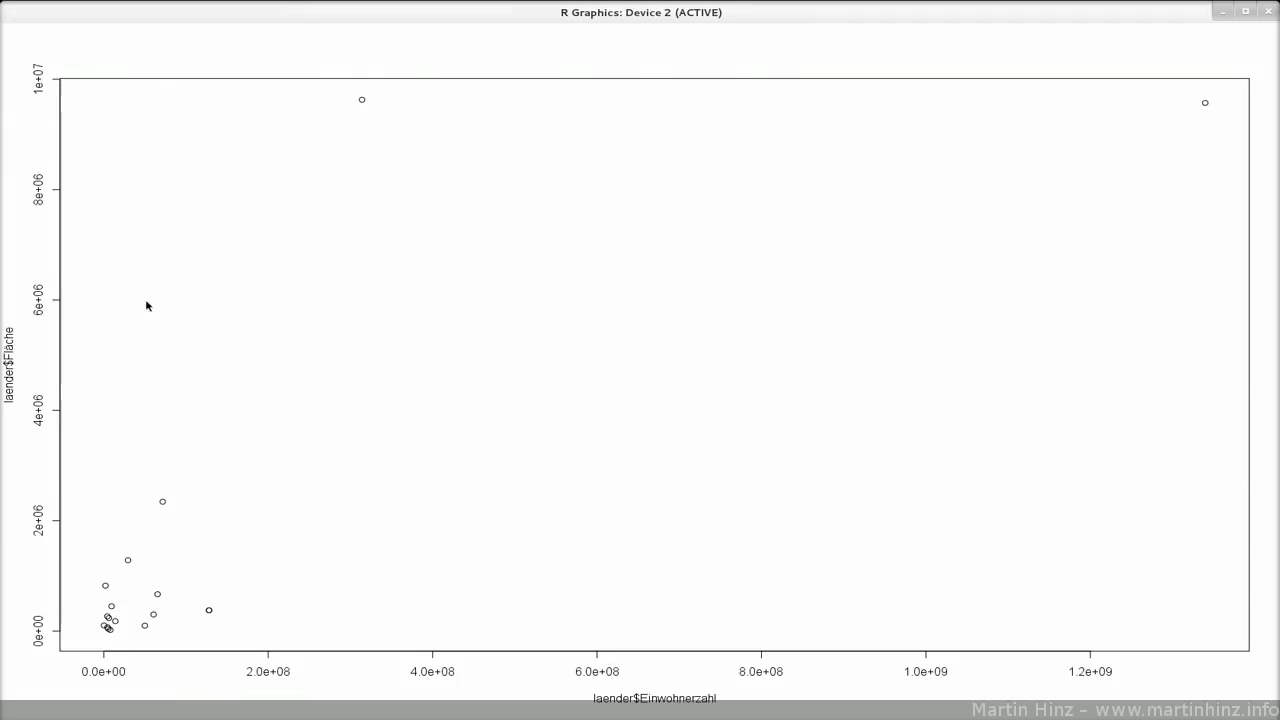 R Graphics: Device 2 (ACTIVE)
1e+07
8e+06
6e+06
4e+06
2e+06
0e+00
laender$Fläche
0.0e+00 2.0e+08 4.0e+08 6.0e+08 8.0e+08 1.0e+09 1.2e+09
laender$Einwohnerzahl
Martin Hinz - www.martinhinz.info